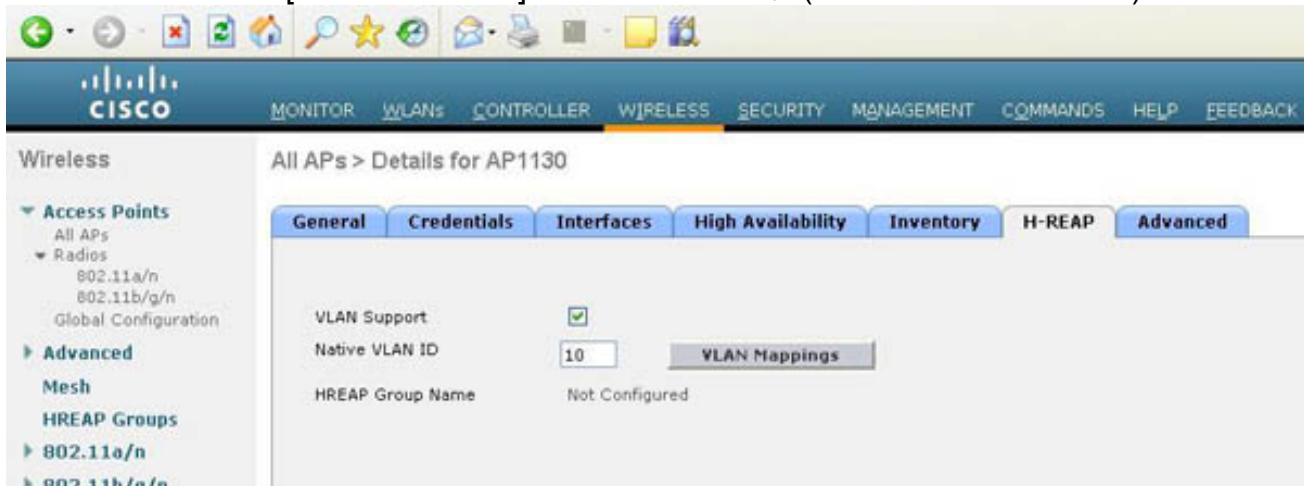 CISCO
MONITOR WLANs CONTROLLER WIRELESS SECURITY MANAGEMENT COMMANDS HELP FEEDBACK
Wireless
All APs > Details for AP1130
Access Points
All APs
Radios
802.11a/n
802.11b/g/n
Global Configuration
Advanced
Mesh
HREAP Groups
802.11a/n
802.11b/g/n
General Credentials Interfaces High Availability Inventory H-REAP Advanced
VLAN Support
Native VLAN ID 10 VLAN Mappings
HREAP Group Name Not Configured